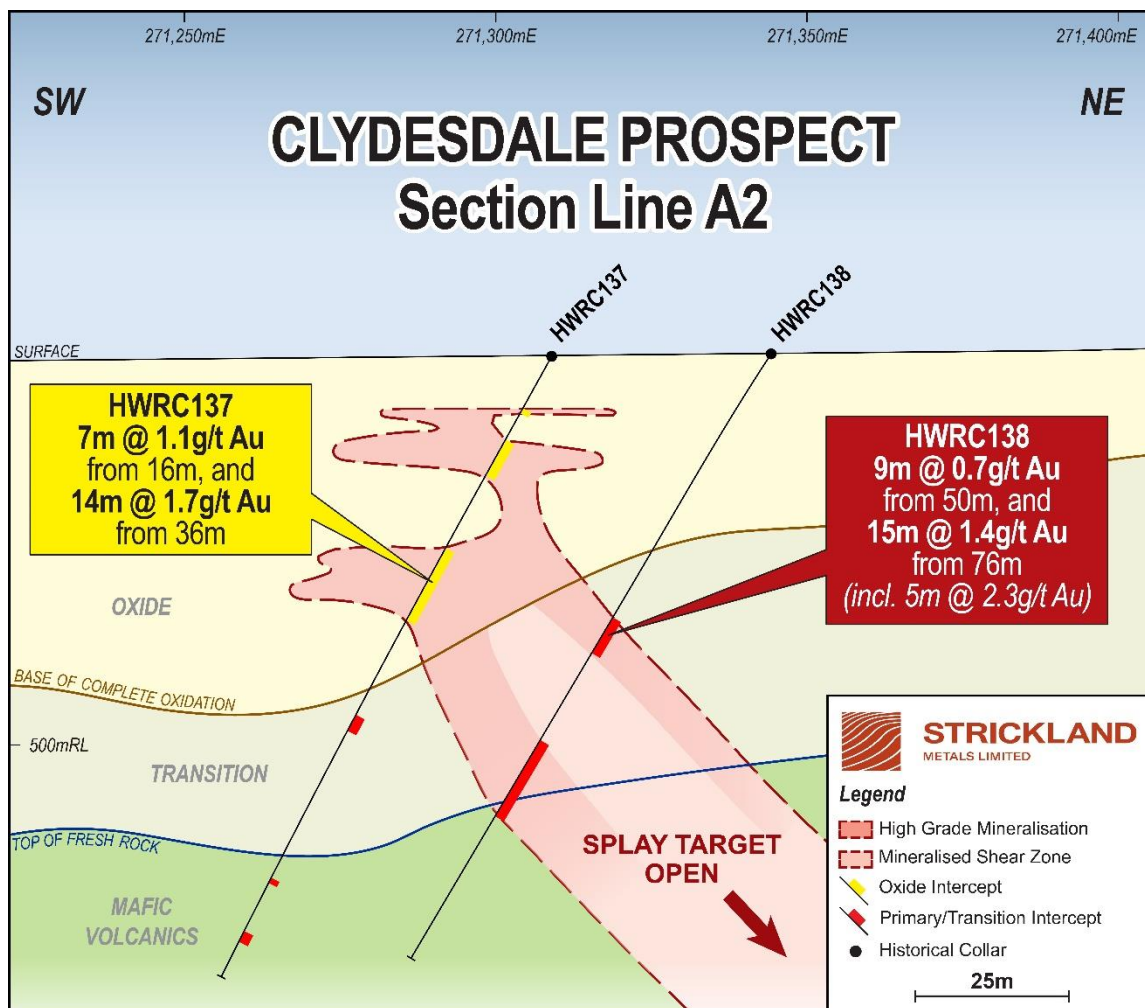 271,250mE
271,300mE
271,350mE
271,400mE
SW
NE
CLYDESDALE PROSPECT
Section Line A2
HWRC137
HWRC138
SURFACE
HWRC137
7m @ 1.1g/t Au
from 16m, and
14m @ 1.7g/t Au
from 36m
HWRC138
9m @ 0.7g/t Au
from 50m, and
15m @ 1.4g/t Au
from 76m
(incl. 5m @ 2.3g/t Au)
OXIDE
BASE OF COMPLETE OXIDATION
500mRL
TRANSITION
TOP OF FRESH ROCK
MAFIC
VOLCANICS
SPLAY TARGET
OPEN
STRICKLAND
METALS LIMITED
Legend
High Grade Mineralisation
Mineralised Shear Zone
Oxide Intercept
Primary/Transition Intercept
Historical Collar
25m